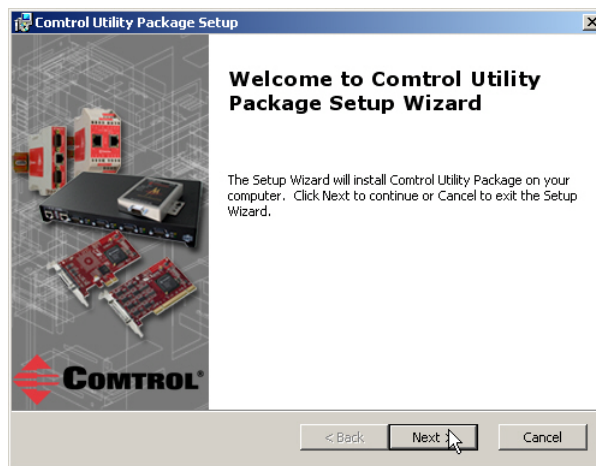 Comtrol Utility Package Setup
Welcome to Comtrol Utility
Package Setup Wizard
The Setup Wizard will install Comtrol Utility Package on your
computer. Click Next to continue or Cancel to exit the Setup
Wizard.
COMTROL®
< Back
Next >
Cancel